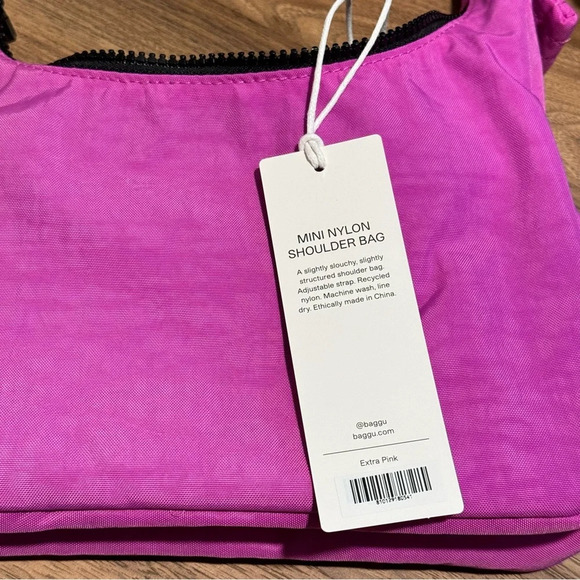 MINI NYLON
SHOULDER BAG
A slightly slouchy, slightly
structured shoulder bag.
Adjustable strap. Recycled
nylon. Machine wash, line
dry. Ethically made in China.
@baggu
baggu.com
Extra Pink